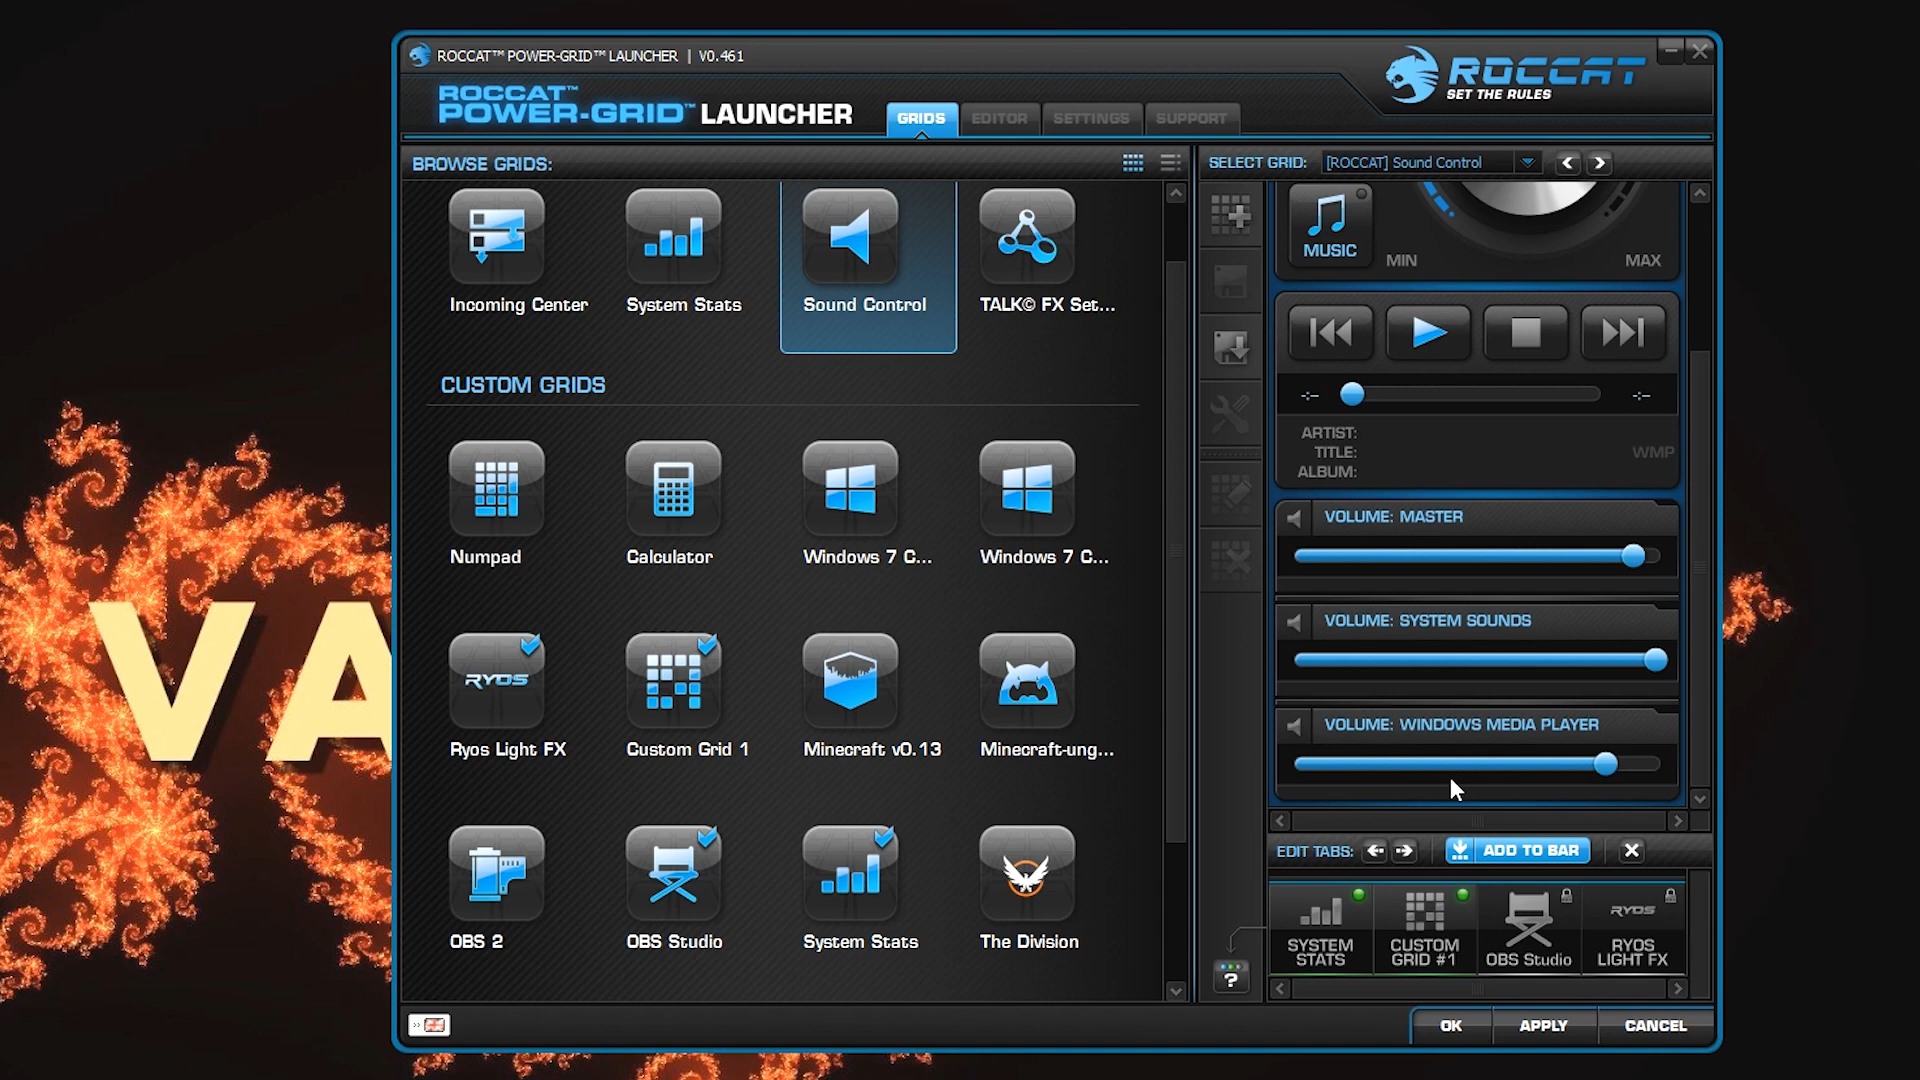 ROCCAT™ POWER-GRID™ LAUNCHER | V0.461
ROCCAT™
POWER-GRID™ LAUNCHER
GRIDS
EDITOR
SETTINGS
SUPPORT
ROCCAT
SET THE RULES
BROWSE GRIDS:
SELECT GRID:
[ROCCAT] Sound Control
Incoming Center
System Stats
Sound Control
TALK© FX Set...
CUSTOM GRIDS
Numpad
Calculator
Windows 7 C...
Windows 7 C...
RYOS
Ryos Light FX
Custom Grid 1
Minecraft v0.13
Minecraft-ung...
OBS 2
OBS Studio
System Stats
The Division
MUSIC
MIN
MAX
-:-
-:-
ARTIST:
TITLE:
ALBUM:
WMP
VOLUME: MASTER
VOLUME: SYSTEM SOUNDS
VOLUME: WINDOWS MEDIA PLAYER
EDIT TABS:
ADD TO BAR
SYSTEM
STATS
CUSTOM
GRID #1
OBS Studio
RYOS
RYOS
LIGHT FX
?
OK
APPLY
CANCEL
VA